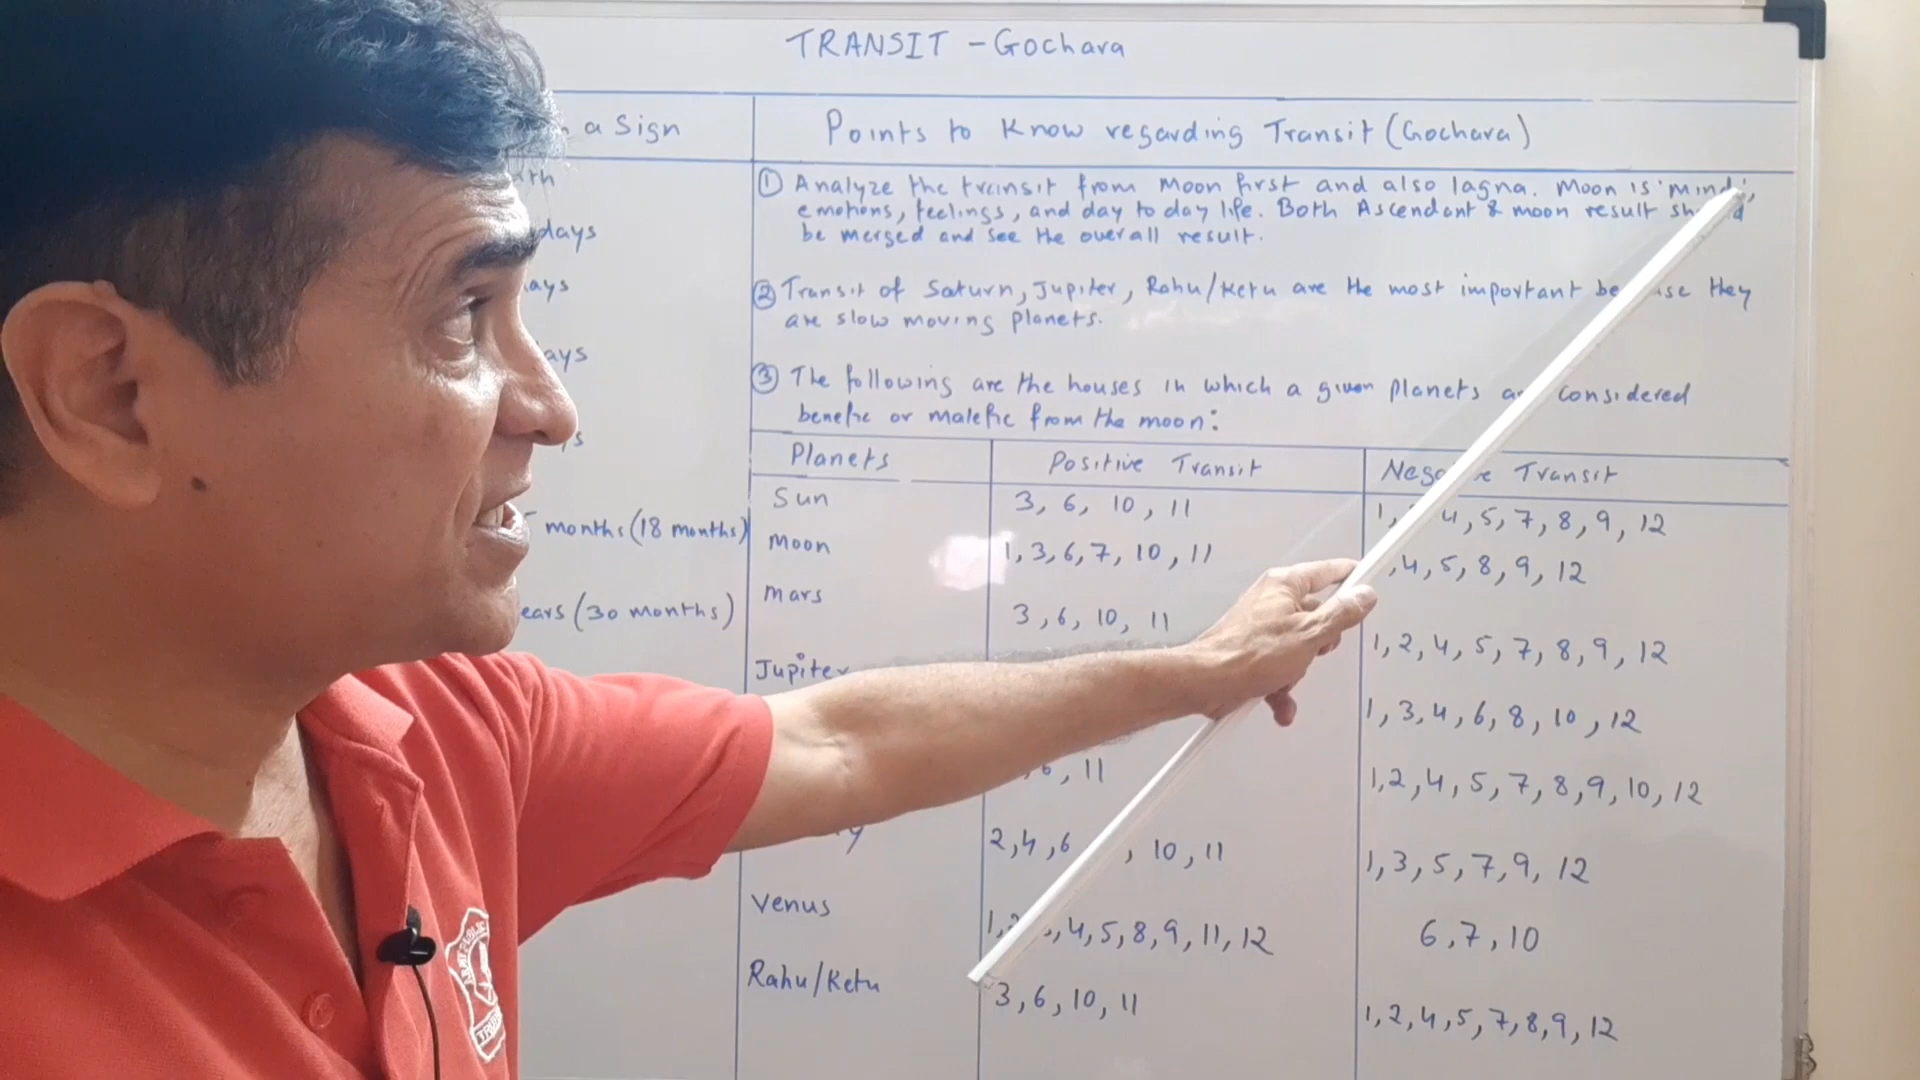 TRANSIT - Gochara
a Sign
Points to Know regarding Transit (Gochara)
① Analyze the transit from Moon first and also lagna. Moon is 'mind',
emotions, feelings, and day to day life. Both Ascendant & moon result
be merged and see the overall result.
② Transit of Saturn, Jupiter, Rahu/Ketu are the most important they
are slow moving planets.
③ The following are the houses in which a given planets considered
benefic or malefic from the moon:
days
months (18 months)
(30 months)
Planets Positive Transit Transit
Sun 3, 6, 10, 11 1, 4, 5, 7, 8, 9, 12
Moon 1, 3, 6, 7, 10, 11 , 4, 5, 8, 9, 12
Mars 3, 6, 10, 11 1, 2, 4, 5, 7, 8, 9, 12
Jupiter 1, 3, 4, 6, 8, 10, 12
, 11 1, 2, 4, 5, 7, 8, 9, 10, 12
2, 4, 6 , 10, 11 1, 3, 5, 7, 9, 12
Venus 1, , 4, 5, 8, 9, 11, 12 6, 7, 10
Rahu/Ketu 3, 6, 10, 11 1, 2, 4, 5, 7, 8, 9, 12